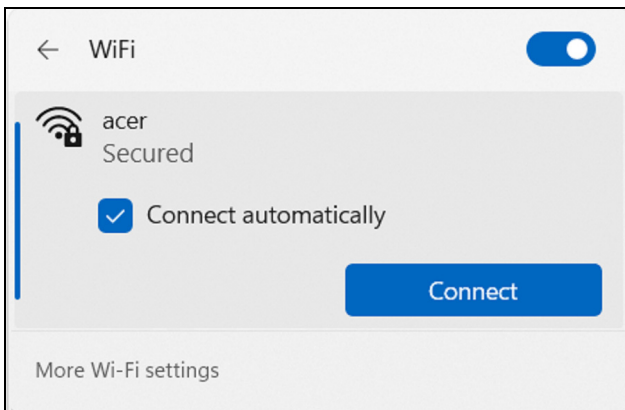 WiFi
acer
Secured
Connect automatically
Connect
More Wi-Fi settings